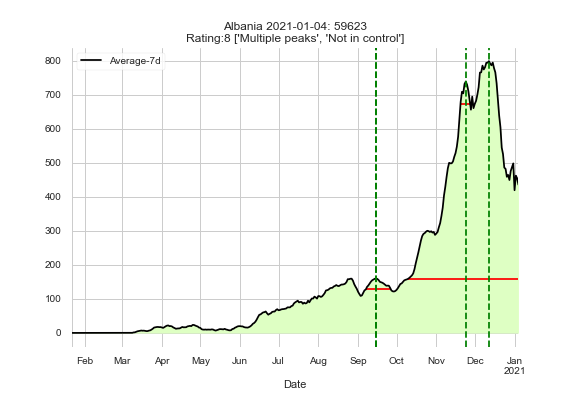 Albania 2021-01-04: 59623
Rating:8 ['Multiple peaks', 'Not in control']
Average-7d
800
700
600
500
400
300
200
100
0
Feb Mar Apr May Jun Jul Aug Sep Oct Nov Dec Jan
2021
Date